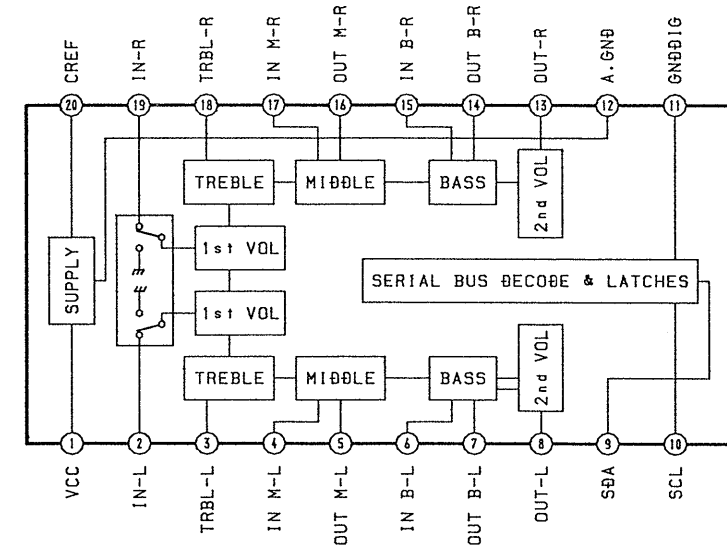 CREF
IN-R
TRBL-R
IN M-R
OUT M-R
IN B-R
OUT B-R
OUT-R
A.GND
GNDDIG
20
19
18
17
16
15
14
13
12
11
TREBLE
MIDDLE
BASS
2nd VOL
1st VOL
SUPPLY
SERIAL BUS DECODE & LATCHES
1st VOL
TREBLE
MIDDLE
BASS
2nd VOL
1
2
3
4
5
6
7
8
9
10
VCC
IN-L
TRBL-L
IN M-L
OUT M-L
IN B-L
OUT B-L
OUT-L
SDA
SCL